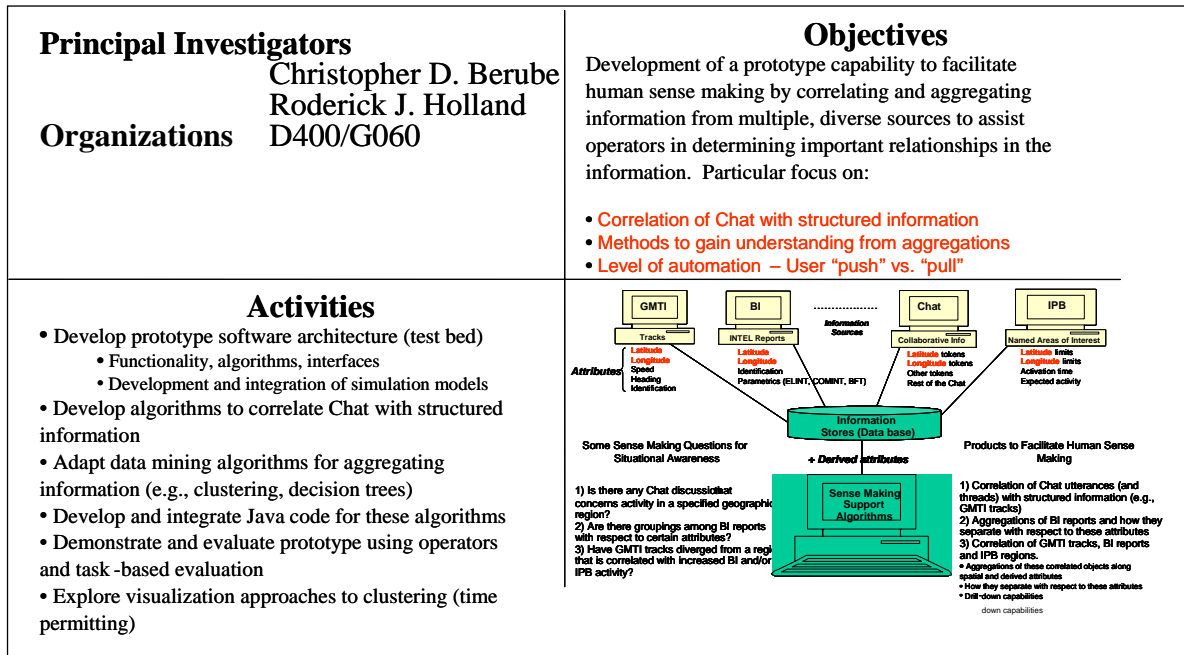 Principal Investigators
Christopher D. Berube
Roderick J. Holland
Organizations D400/G060
Objectives
Development of a prototype capability to facilitate
human sense making by correlating and aggregating
information from multiple, diverse sources to assist
operators in determining important relationships in the
information. Particular focus on:
• Correlation of Chat with structured information
• Methods to gain understanding from aggregations
• Level of automation – User “push” vs. “pull”
Activities
• Develop prototype software architecture (test bed)
• Functionality, algorithms, interfaces
• Development and integration of simulation models
• Develop algorithms to correlate Chat with structured
information
• Adapt data mining algorithms for aggregating
information (e.g., clustering, decision trees)
• Develop and integrate Java code for these algorithms
• Demonstrate and evaluate prototype using operators
and task-based evaluation
• Explore visualization approaches to clustering (time
permitting)
GMTI
Tracks
BI
INTEL Reports
Information
Sources
Chat
Collaborative Info
IPB
Named Areas of Interest
Attributes
Latitude
Longitude
Speed
Heading
Identification
Latitude
Longitude
Identification
Parametrics (ELINT, COMINT, BFT)
Latitude tokens
Longitude tokens
Other tokens
Rest of the Chat
Latitude limits
Longitude limits
Activation time
Expected activity
Information
Stores (Data base)
+ Derived attributes
Sense Making
Support
Algorithms
Some Sense Making Questions for
Situational Awareness
1) Is there any Chat discussion that
concerns activity in a specified geographic
region?
2) Are there groupings among BI reports
with respect to certain attributes?
3) Have GMTI tracks diverged from a regi
that is correlated with increased BI and/or
IPB activity?
Products to Facilitate Human Sense
Making
1) Correlation of Chat utterances (and
threads) with structured information (e.g.,
GMTI tracks)
2) Aggregations of BI reports and how they
separate with respect to these attributes
3) Correlation of GMTI tracks, BI reports
and IPB regions.
• Aggregations of these correlated objects along
spatial and derived attributes
• How they separate with respect to these attributes
• Drill-down capabilities
down capabilities